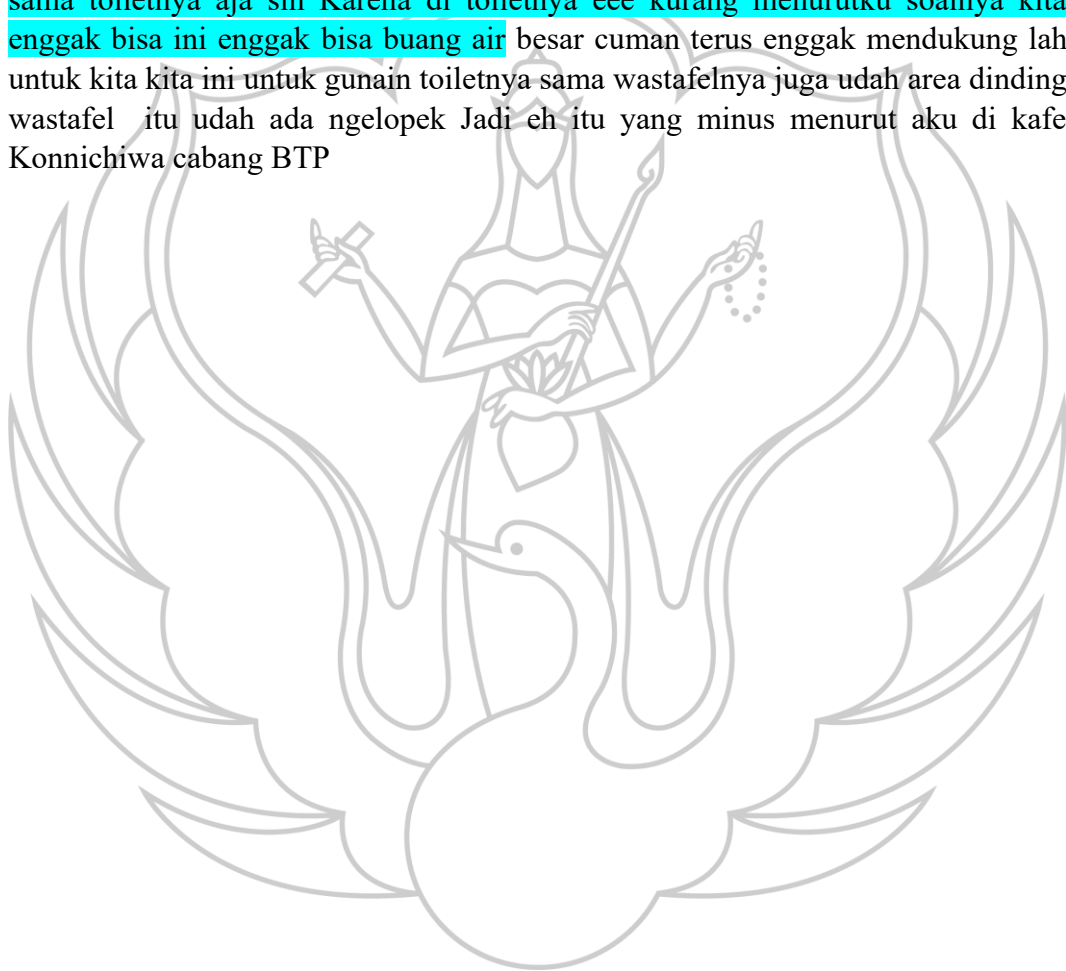 sama toiletnya aja sih Karena di toiletnya eee kurang menurutku soalnya kita
enggak bisa ini enggak bisa buang air besar cuman terus enggak mendukung lah
untuk kita kita ini untuk gunain toiletnya sama wastafelnya juga udah area dinding
wastafel itu udah ada ngelopek Jadi eh itu yang minus menurut aku di kafe
Konnichiwa cabang BTP